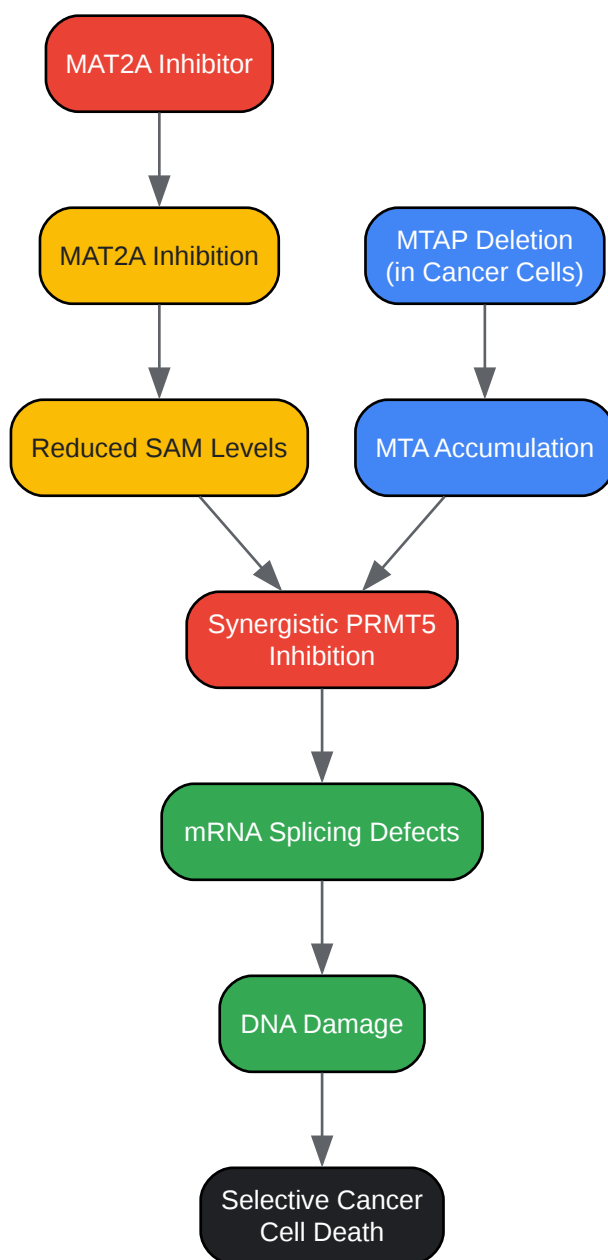 MAT2A Inhibitor
MAT2A Inhibition
MTAP Deletion
(in Cancer Cells)
Reduced SAM Levels
MTA Accumulation
Synergistic PRMT5
Inhibition
mRNA Splicing Defects
DNA Damage
Selective Cancer
Cell Death